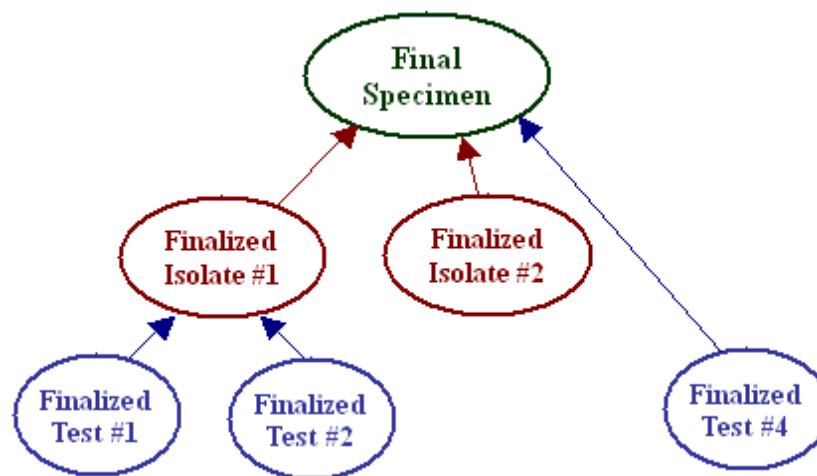 Final
Specimen
Finalized
Isolate #1
Finalized
Isolate #2
Finalized
Test #1
Finalized
Test #2
Finalized
Test #4